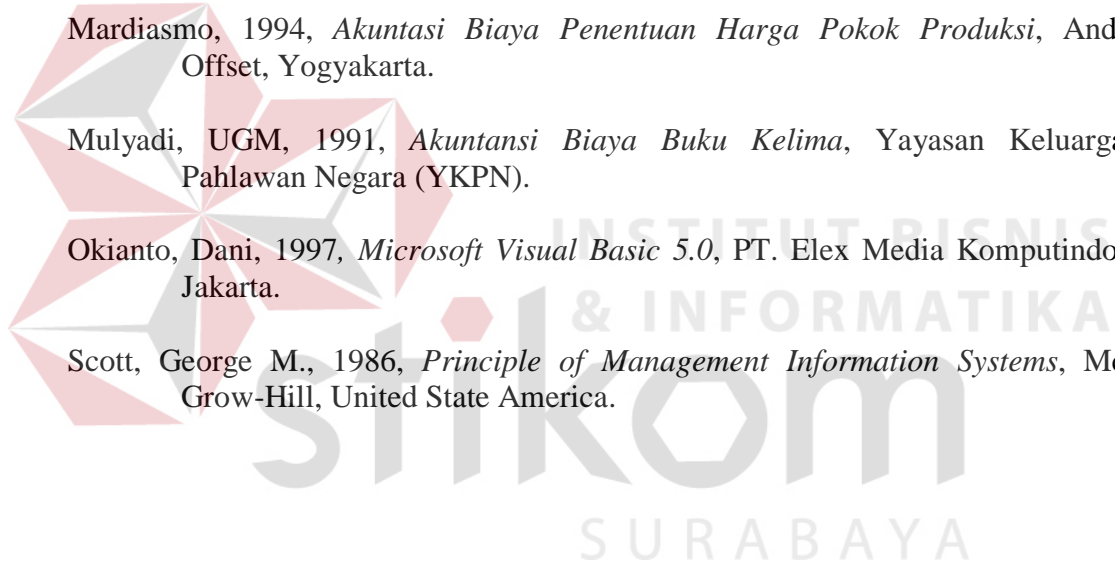 Mardiasmo, 1994, Akuntasi Biaya Penentuan Harga Pokok Produksi, And
Offset, Yogyakarta.
Mulyadi, UGM, 1991, Akuntansi Biaya Buku Kelima, Yayasan Keluarga
Pahlawan Negara (YKPN).
Okianto, Dani, 1997, Microsoft Visual Basic 5.0, PT. Elex Media Komputindo
Jakarta.
Scott, George M., 1986, Principle of Management Information Systems, Mc
Grow-Hill, United State America.
INSTITUT BISNIS
& INFORMATIKA
stikom
SURABAYA